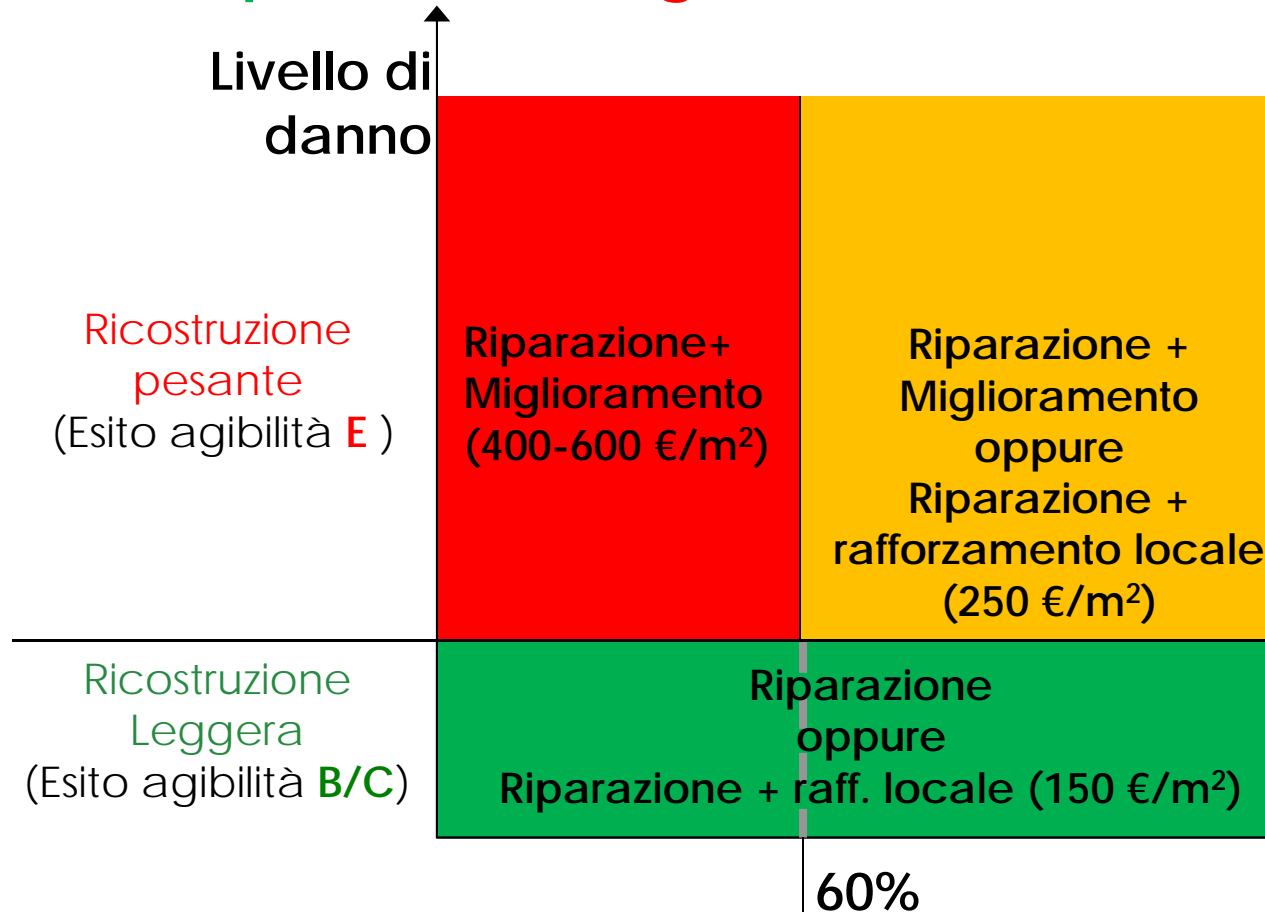 Livello di
danno
Ricostruzione
pesante
(Esito agibilità E )
Riparazione+
Miglioramento
(400-600 €/m²)
Riparazione +
Miglioramento
oppure
Riparazione +
rafforzamento locale
(250 €/m²)
Ricostruzione
Leggera
(Esito agibilità B/C)
Riparazione
oppure
Riparazione + raff. locale (150 €/m²)
60%